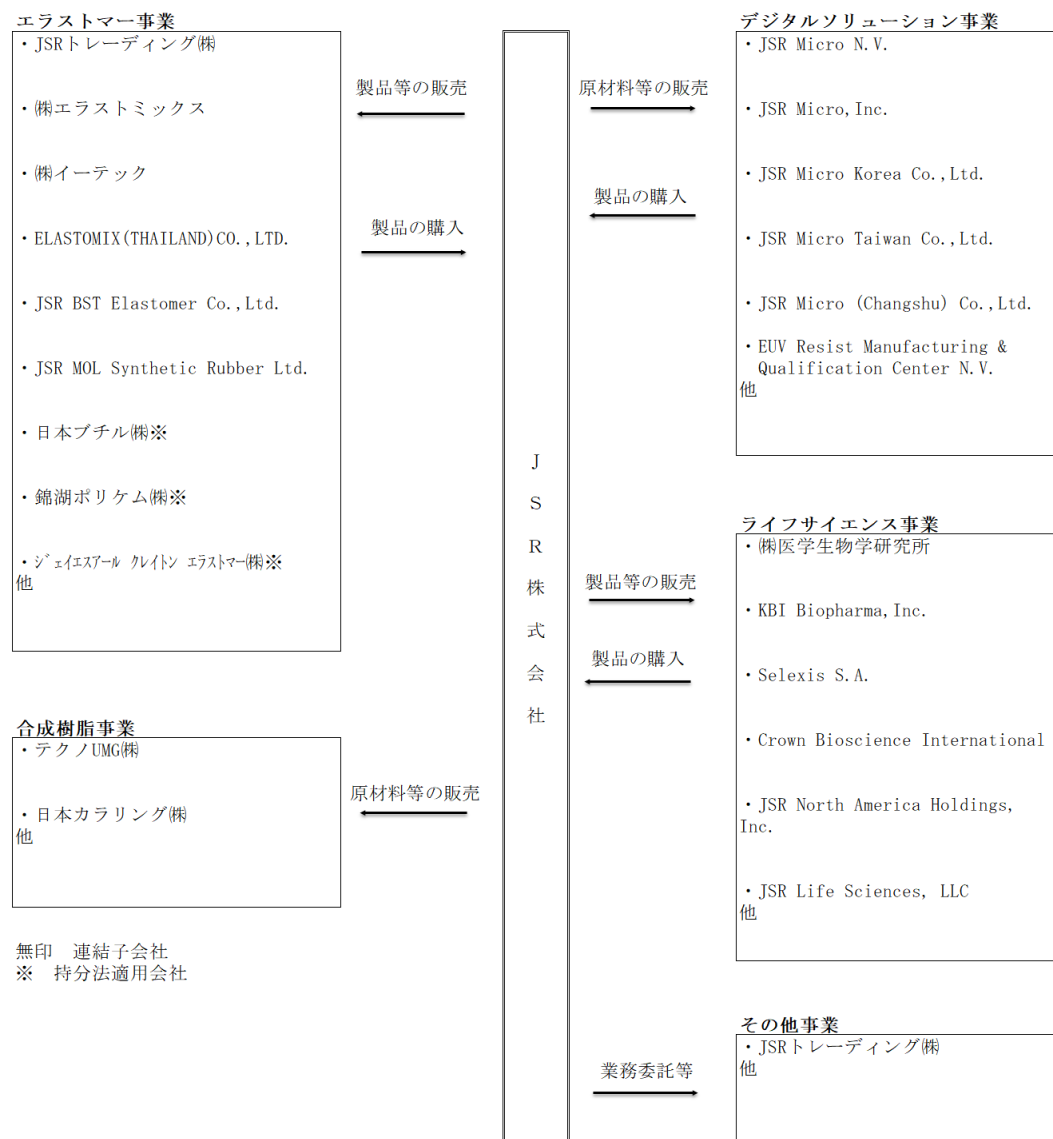 エラストマー事業
・JSRトレーディング㈱
・㈱エラストミックス
・㈱イーテック
・ELASTOMIX(THAILAND)CO.,LTD.
・JSR BST Elastomer Co.,Ltd.
・JSR MOL Synthetic Rubber Ltd.
・日本ブチル㈱※
・錦湖ポリケム㈱※
・ｼﾞｪｲｴｽｱｰﾙ ｸﾚｲﾄﾝ ｴﾗｽﾄﾏｰ㈱※
他
合成樹脂事業
・テクノUMG㈱
・日本カラリング㈱
他
無印　連結子会社
※　持分法適用会社
製品等の販売
製品の購入
原材料等の販売
J
S
R
株
式
会
社
原材料等の販売
製品の購入
製品等の販売
製品の購入
業務委託等
デジタルソリューション事業
・JSR Micro N.V.
・JSR Micro,Inc.
・JSR Micro Korea Co.,Ltd.
・JSR Micro Taiwan Co.,Ltd.
・JSR Micro (Changshu) Co.,Ltd.
・EUV Resist Manufacturing &
Qualification Center N.V.
他
ライフサイエンス事業
・㈱医学生物学研究所
・KBI Biopharma,Inc.
・Selexis S.A.
・Crown Bioscience International
・JSR North America Holdings,
Inc.
・JSR Life Sciences, LLC
他
その他事業
・JSRトレーディング㈱
他